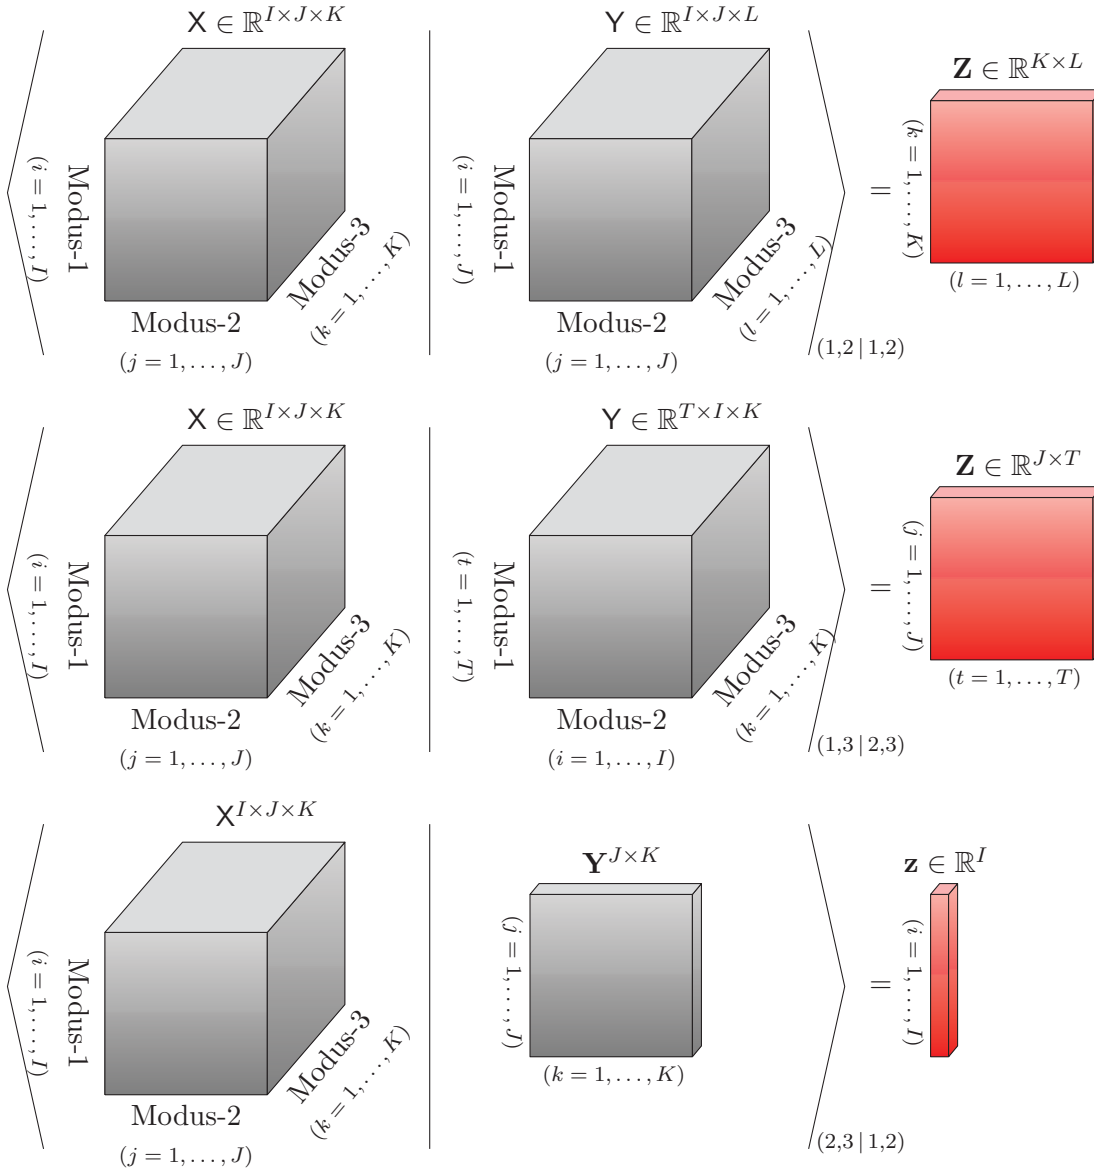 X ∈ ℝ^{I×J×K}
Y ∈ ℝ^{I×J×L}
Z ∈ ℝ^{K×L}
Modus-1
(i = 1, . . . , I)
Modus-2
(j = 1, . . . , J)
Modus-3
(k = 1, . . . , K)
Modus-1
(i = 1, . . . , J)
Modus-2
(j = 1, . . . , J)
Modus-3
(l = 1, . . . , L)
(1,2 | 1,2)
=
(k = 1, . . . , K)
(l = 1, . . . , L)
X ∈ ℝ^{I×J×K}
Y ∈ ℝ^{T×I×K}
Z ∈ ℝ^{J×T}
Modus-1
(i = 1, . . . , I)
Modus-2
(j = 1, . . . , J)
Modus-3
(k = 1, . . . , K)
Modus-1
(t = 1, . . . , T)
Modus-2
(i = 1, . . . , I)
Modus-3
(k = 1, . . . , K)
(1,3 | 2,3)
=
(j = 1, . . . , J)
(t = 1, . . . , T)
X^{I×J×K}
Y^{J×K}
z ∈ ℝ^{I}
Modus-1
(i = 1, . . . , I)
Modus-2
(j = 1, . . . , J)
Modus-3
(k = 1, . . . , K)
(j = 1, . . . , J)
(k = 1, . . . , K)
(2,3 | 1,2)
=
(i = 1, . . . , I)